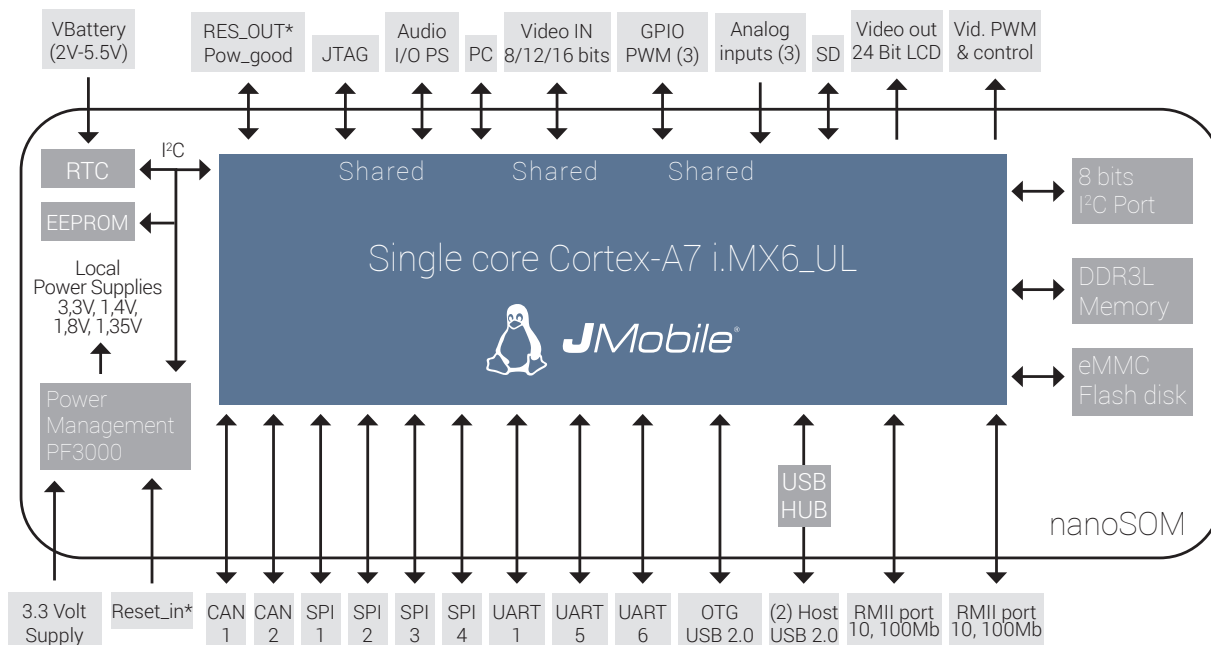 VBattery
(2V-5.5V)
RES_OUT*
Pow_good
JTAG
Audio
I/O PS
PC
Video IN
8/12/16 bits
GPIO
PWM (3)
Analog
inputs (3)
SD
Video out
24 Bit LCD
Vid. PWM
& control
RTC
I²C
EEPROM
Local
Power Supplies
3,3V, 1,4V,
1,8V, 1,35V
Power
Management
PF3000
Shared
Shared
Shared
Single core Cortex-A7 i.MX6_UL
JMobile®
8 bits
I²C Port
DDR3L
Memory
eMMC
Flash disk
USB
HUB
nanoSOM
3.3 Volt
Supply
Reset_in*
CAN
1
CAN
2
SPI
1
SPI
2
SPI
3
SPI
4
UART
1
UART
5
UART
6
OTG
USB 2.0
(2) Host
USB 2.0
RMII port
10, 100Mb
RMII port
10, 100Mb